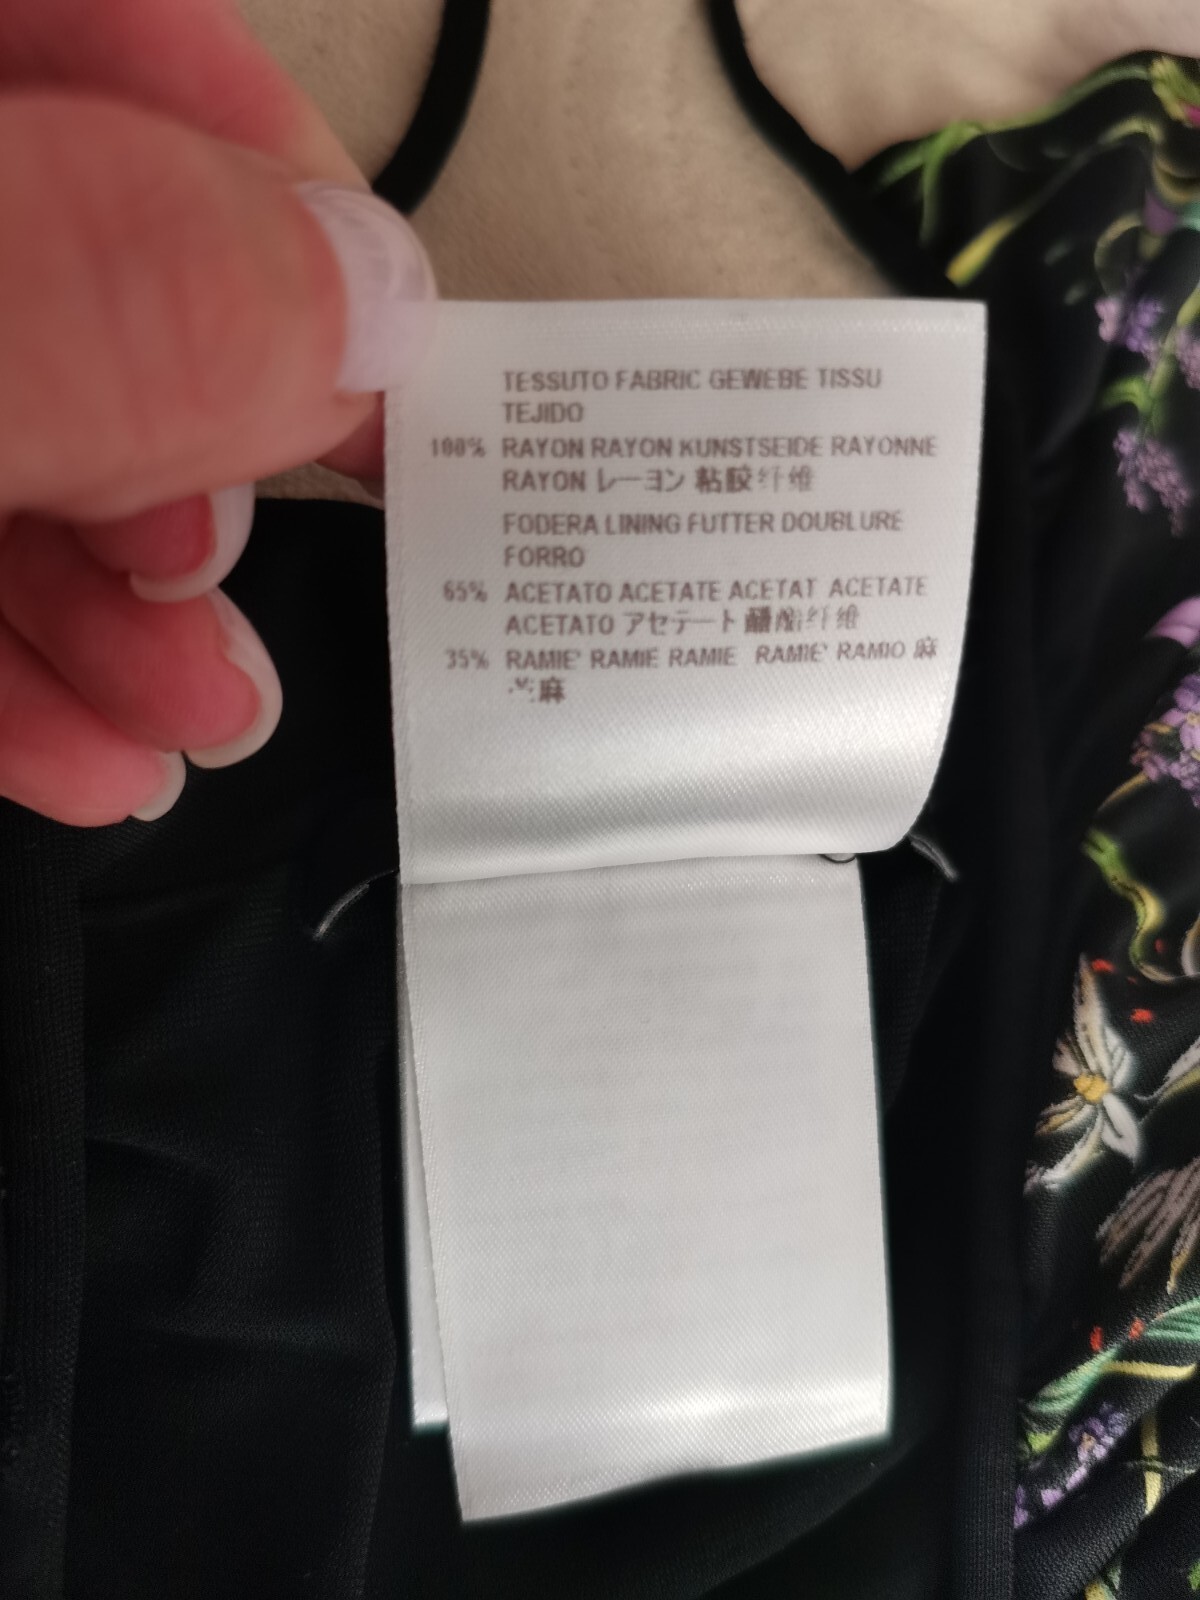 TESSUTO FABRIC GEWEBE TISSU
TEJIDO
100% RAYON RAYON KUNSTSEIDE RAYONNE
RAYON レーヨン 粘胶纤维
FODERA LINING FUTTER DOUBLURE
FORRO
65% ACETATO ACETATE ACETAT ACETATE
ACETATO アセテート 醋酯纤维
35% RAMIE' RAMIE RAMIE RAMIE' RAMIO 麻
麻